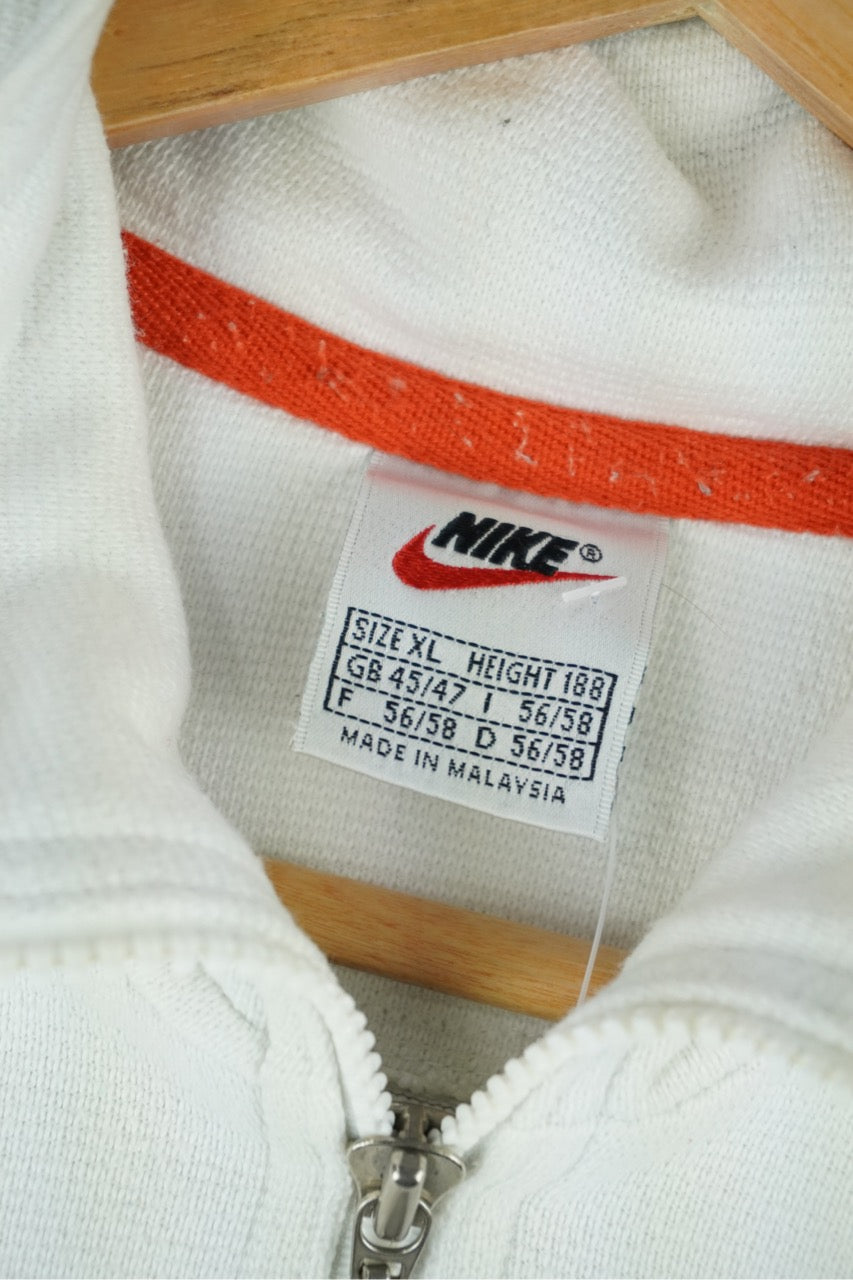 NIKE®
SIZE XL HEIGHT 188
GB 45/47 I 56/58
F 56/58 D 56/58
MADE IN MALAYSIA